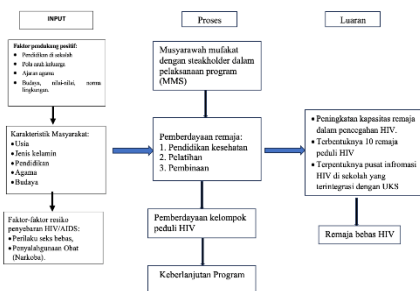 INPUT
Faktor pendukung positif:
Pendidikan di sekolah
Pola asuh keluarga
Ajaran agama
Budaya, nilai-nilai, norma
lingkungan.
Karakteristik Masyarakat:
Usia
Jenis kelamin
Pendidikan
Agama
Budaya
Faktor-faktor resiko
penyebaran HIV/AIDS:
Perilaku seks bebas,
Penyalahgunaan Obat
(Narkoba).
Proses
Musyarawah mufakat
dengan steakholder dalam
pelaksanaan program
(MMS)
Pemberdayaan remaja:
1. Pendidikan kesehatan
2. Pelatihan
3. Pembinaan
Pemberdayaan kelompok
peduli HIV
Keberlanjutan Program
Luaran
Peningkatan kapasitas remaja
dalam pencegahan HIV.
Terbentuknya 10 remaja
peduli HIV
Terpentuknya pusat infromasi
HIV di sekolah yang
terintegrasi dengan UKS
Remaja bebas HIV